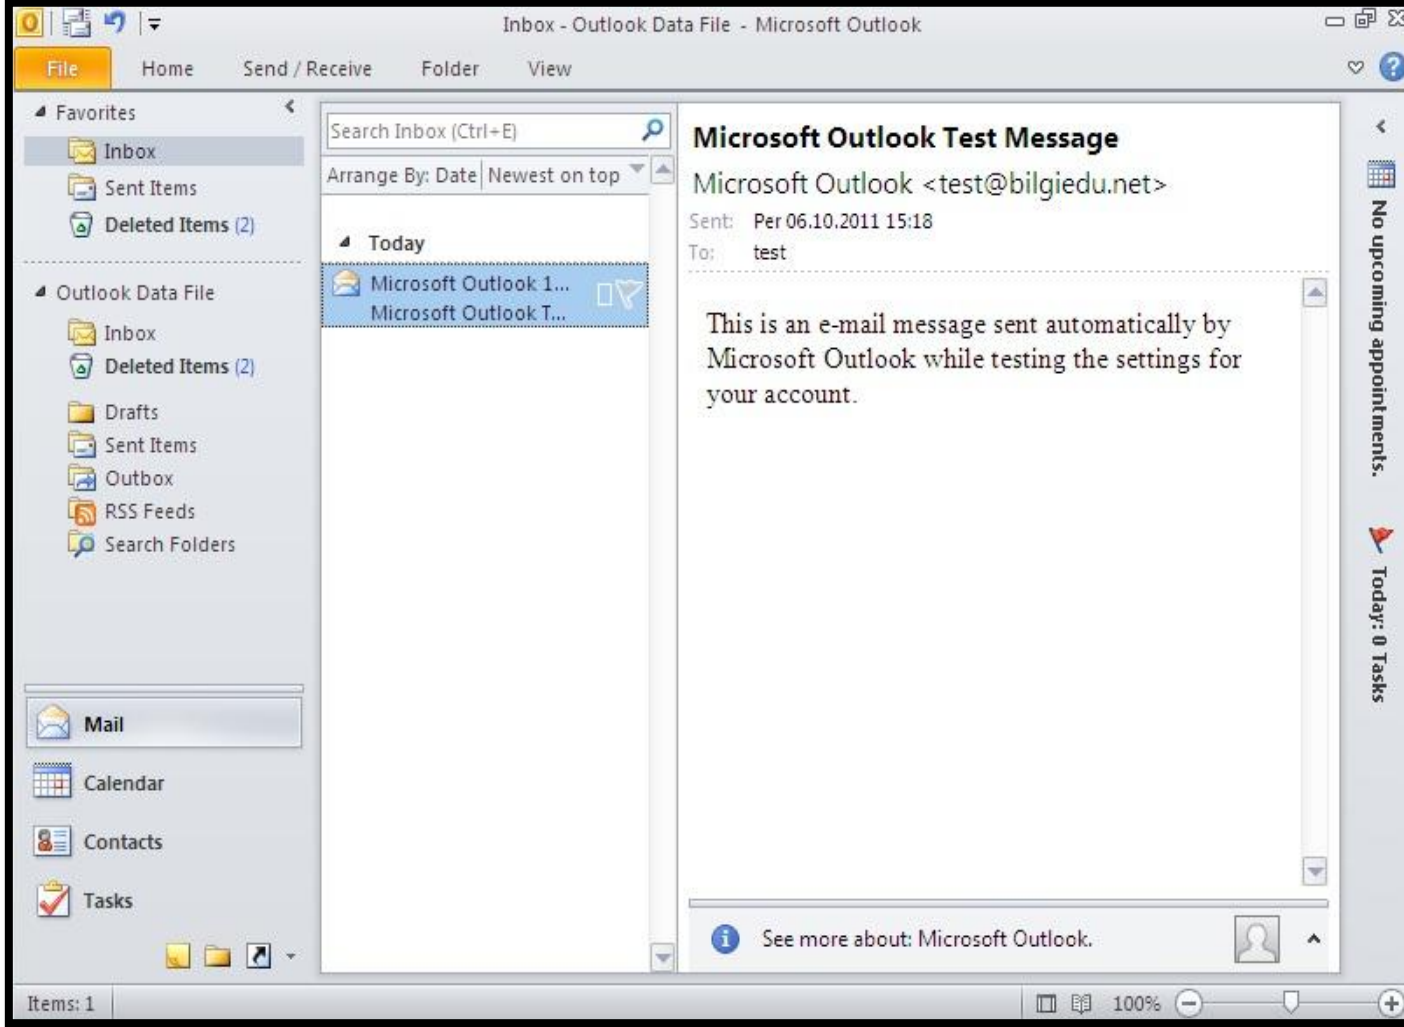 Inbox - Outlook Data File - Microsoft Outlook
File Home Send / Receive Folder View
Favorites
Inbox
Sent Items
Deleted Items (2)
Outlook Data File
Inbox
Deleted Items (2)
Drafts
Sent Items
Outbox
RSS Feeds
Search Folders
Mail
Calendar
Contacts
Tasks
Search Inbox (Ctrl+E)
Arrange By: Date Newest on top
Today
Microsoft Outlook 1...
Microsoft Outlook T...
Microsoft Outlook Test Message
Microsoft Outlook <test@bilgiedu.net>
Sent: Per 06.10.2011 15:18
To: test
This is an e-mail message sent automatically by
Microsoft Outlook while testing the settings for
your account.
See more about: Microsoft Outlook.
No upcoming appointments.
Today: 0 Tasks
Items: 1
100%